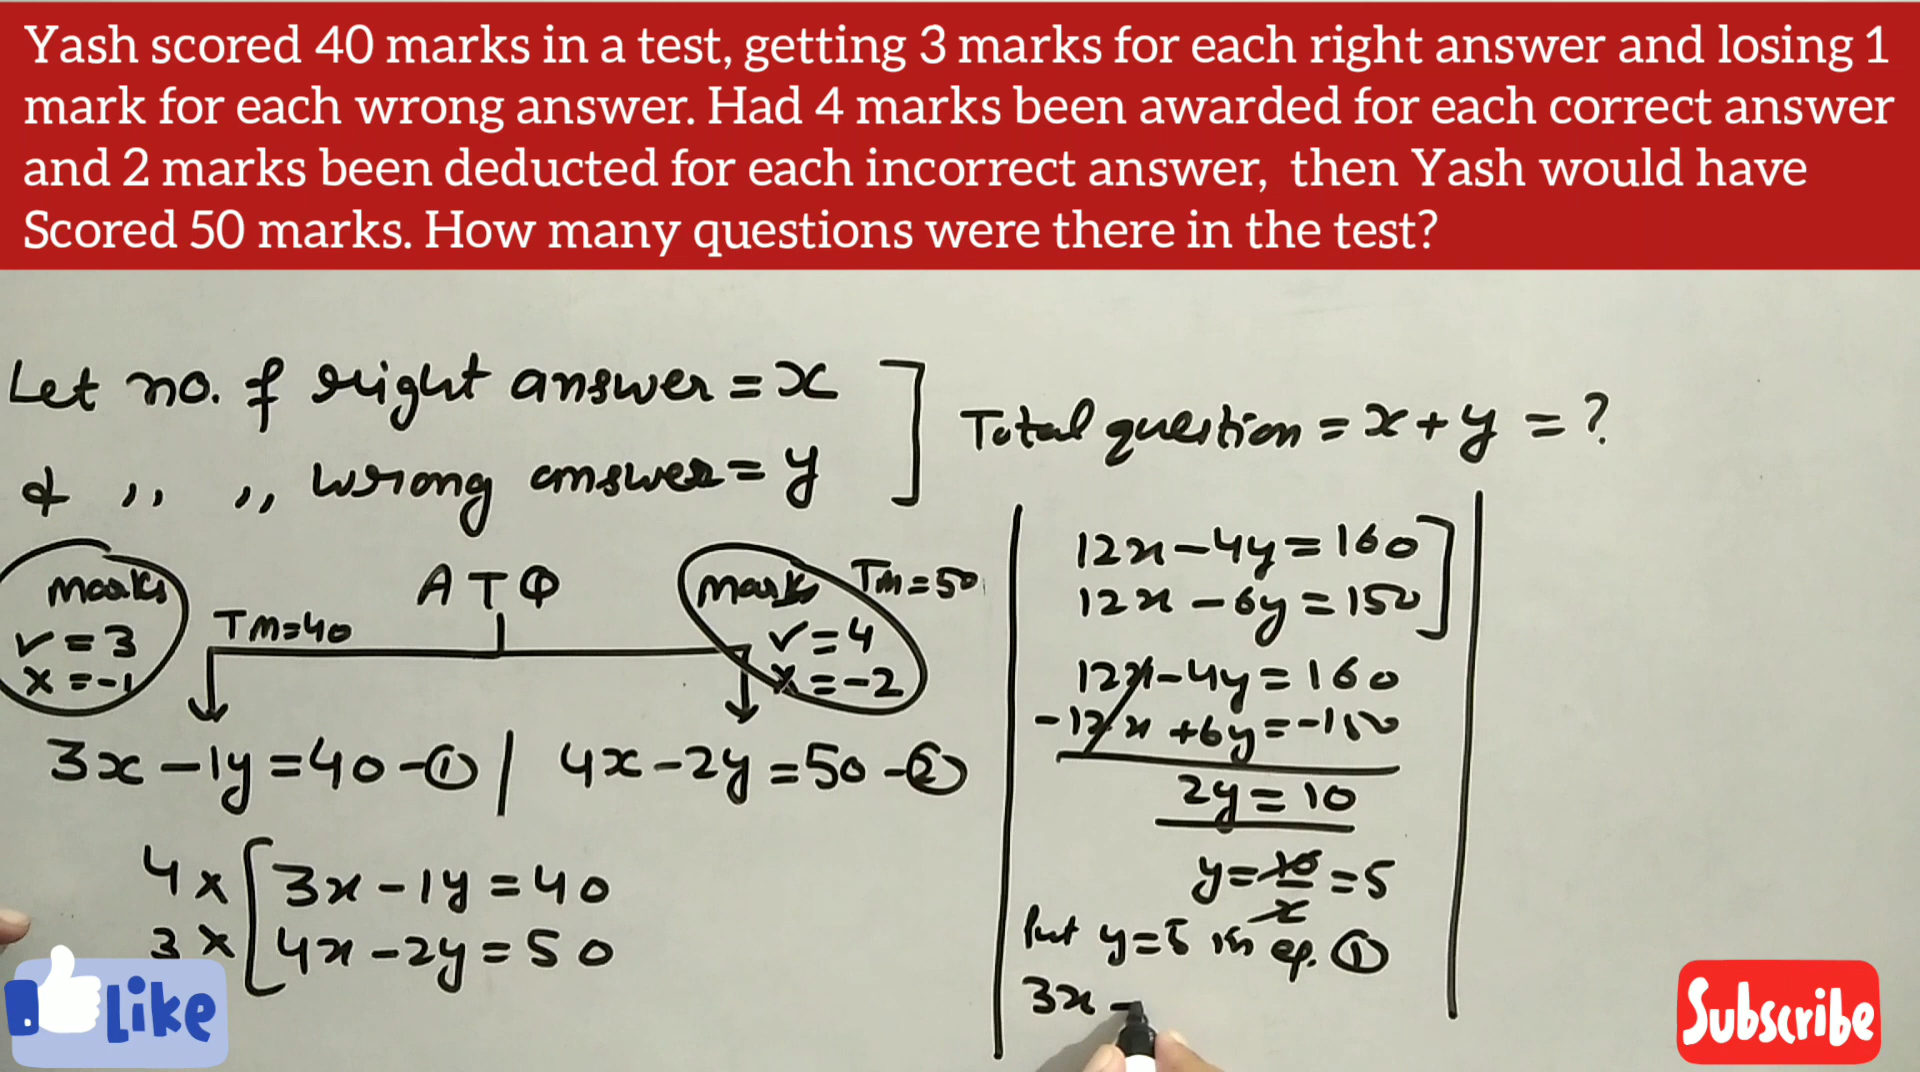 Yash scored 40 marks in a test, getting 3 marks for each right answer and losing 1
mark for each wrong answer. Had 4 marks been awarded for each correct answer
and 2 marks been deducted for each incorrect answer, then Yash would have
Scored 50 marks. How many questions were there in the test?
Let no. of right answer = x
& ,, ,, wrong answer = y
Total question = x + y = ?
marks
✓ = 3
× = -1
TM=40
ATQ
marks
✓ = 4
× = -2
TM=50
3x - 1y = 40 - ①
4x - 2y = 50 - ②
4 × [3x - 1y = 40
3 × [4x - 2y = 50
12x - 4y = 160
12x - 6y = 150
12x - 4y = 160
-12x + 6y = -150
2y = 10
y = 10/2 = 5
Put y = 5 in eq. ①
3x -
Like
Subscribe